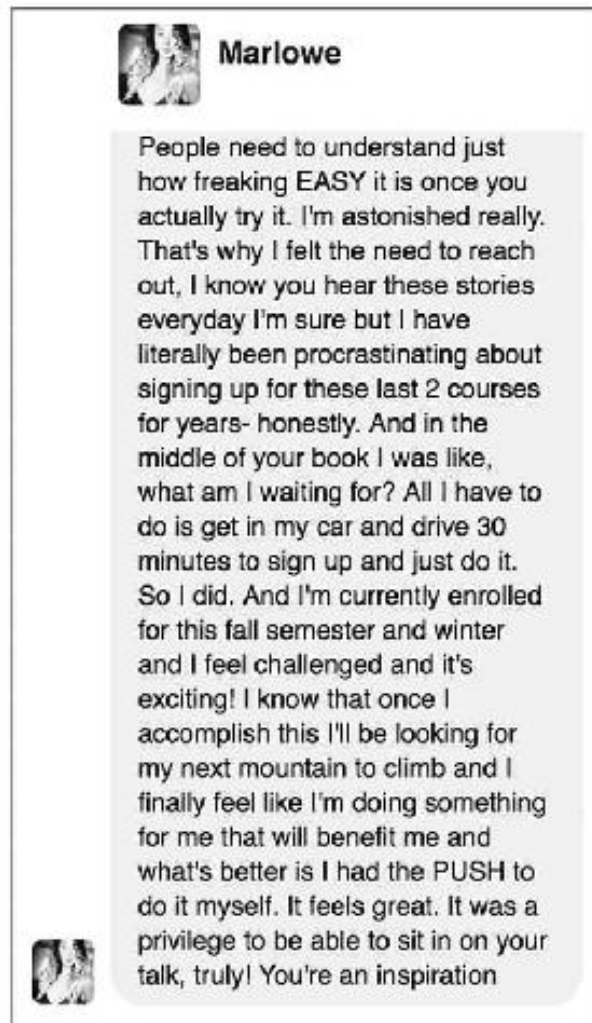 Marlowe
People need to understand just
how freaking EASY it is once you
actually try it. I'm astonished really.
That's why I felt the need to reach
out, I know you hear these stories
everyday I'm sure but I have
literally been procrastinating about
signing up for these last 2 courses
for years- honestly. And in the
middle of your book I was like,
what am I waiting for? All I have to
do is get in my car and drive 30
minutes to sign up and just do it.
So I did. And I'm currently enrolled
for this fall semester and winter
and I feel challenged and it's
exciting! I know that once I
accomplish this I'll be looking for
my next mountain to climb and I
finally feel like I'm doing something
for me that will benefit me and
what's better is I had the PUSH to
do it myself. It feels great. It was a
privilege to be able to sit in on your
talk, truly! You're an inspiration